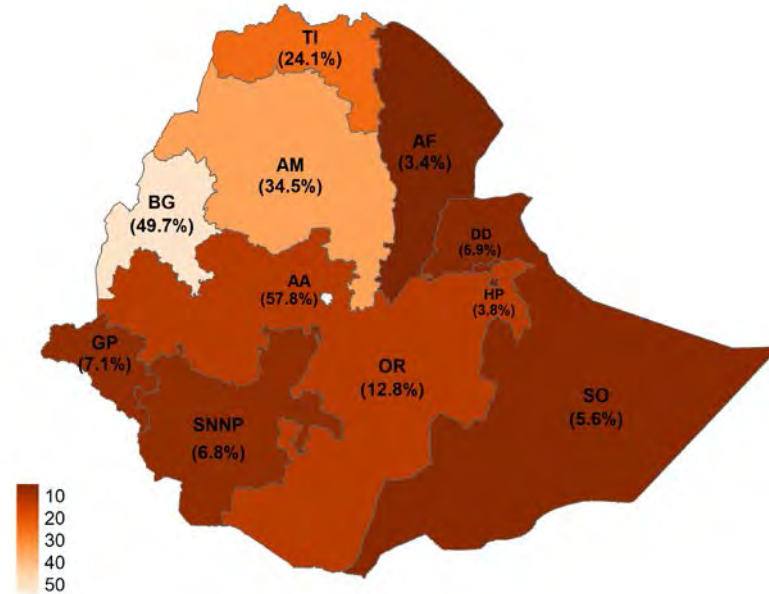 TI
(24.1%)
AF
(3.4%)
AM
(34.5%)
BG
(49.7%)
DD
(5.9%)
AA
(57.8%)
HP
(3.8%)
GP
(7.1%)
OR
(12.8%)
SO
(5.6%)
SNNP
(6.8%)
10
20
30
40
50